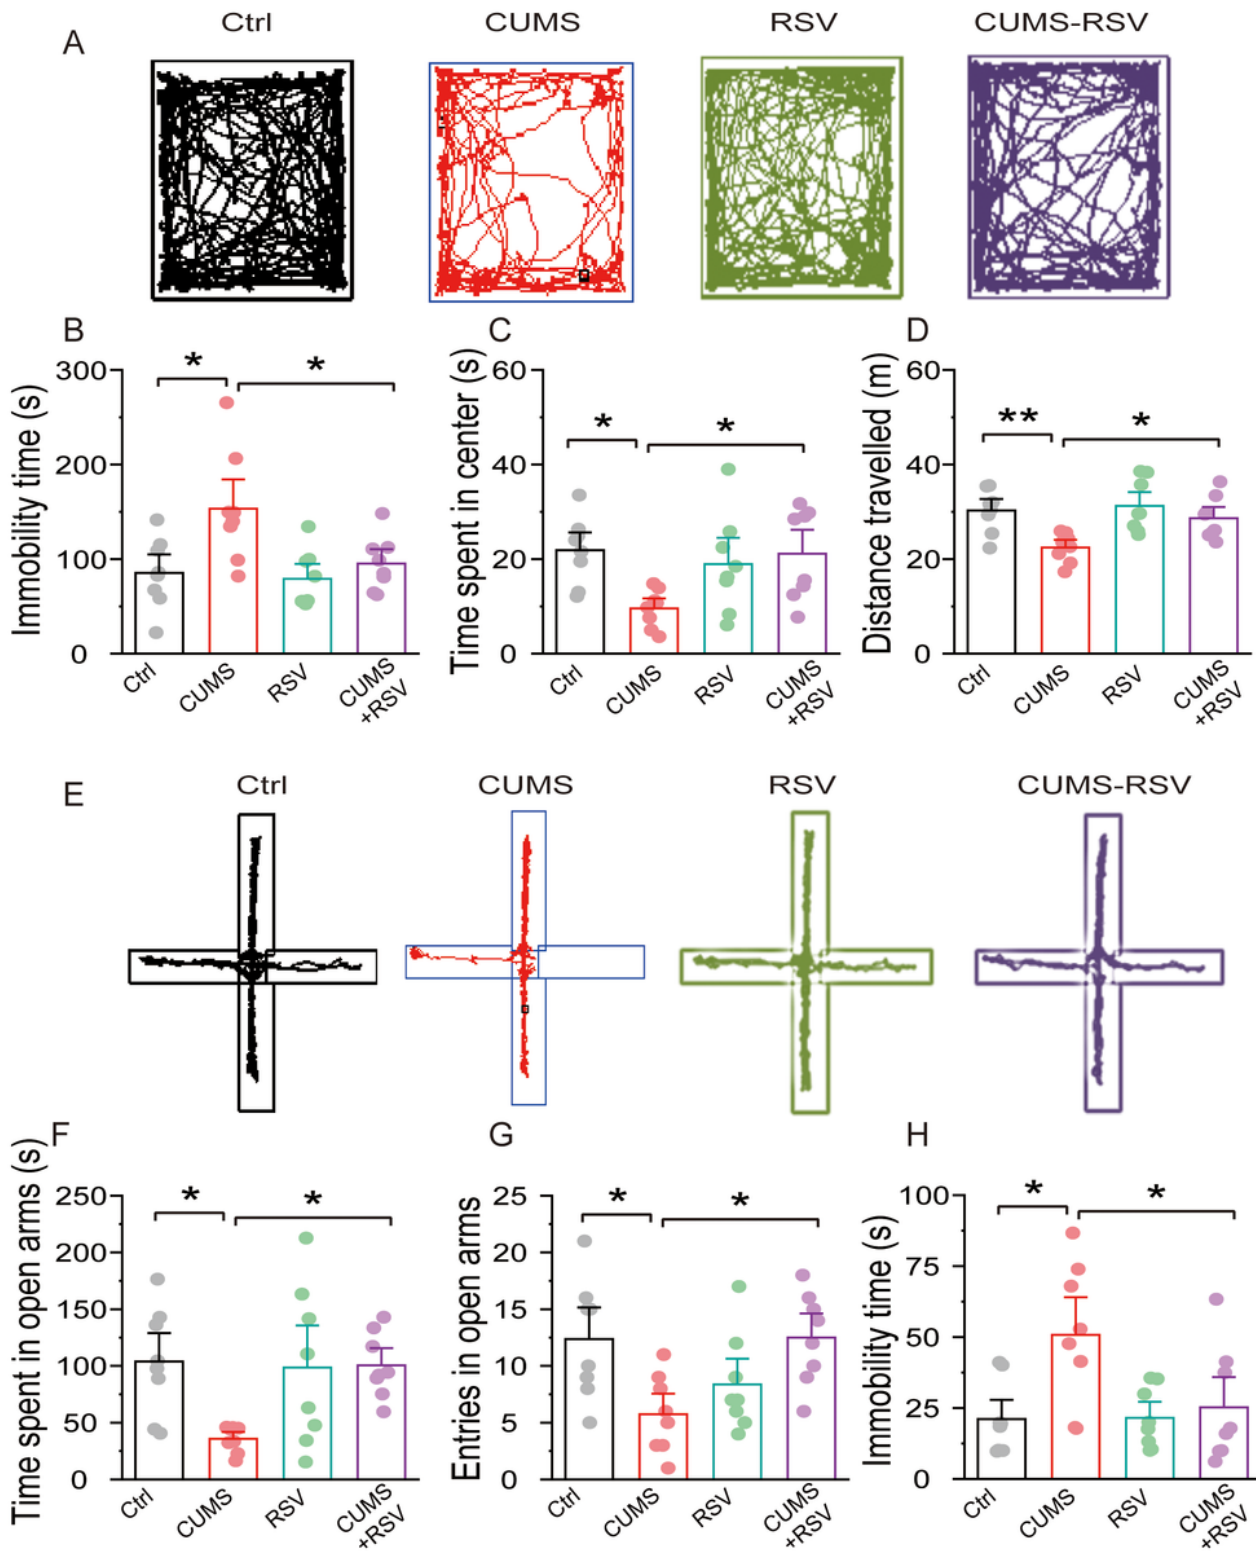 A
Ctrl CUMS RSV CUMS-RSV
B
Immobility time (s)
300
200
100
0
* *
Ctrl CUMS RSV CUMS
+RSV
C
Time spent in center (s)
60
40
20
0
* *
Ctrl CUMS RSV CUMS
+RSV
D
Distance travelled (m)
60
40
20
0
** *
Ctrl CUMS RSV CUMS
+RSV
E
Ctrl CUMS RSV CUMS-RSV
F
Time spent in open arms (s)
250
200
150
100
50
0
* *
Ctrl CUMS RSV CUMS
+RSV
G
Entries in open arms
25
20
15
10
5
0
* *
Ctrl CUMS RSV CUMS
+RSV
H
Immobility time (s)
100
75
50
25
0
* *
Ctrl CUMS RSV CUMS
+RSV